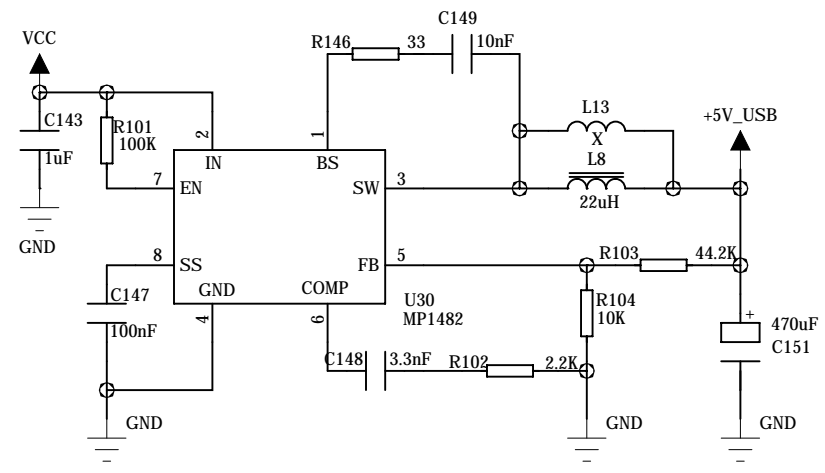 C149
VCC
R146
33
10nF
C143
1uF
R101
100K
2
1
L13
X
L8
22uH
+5V_USB
IN
BS
7
EN
SW
3
GND
8
SS
FB
5
R103
44.2K
C147
100nF
GND
COMP
4
6
U30
MP1482
R104
10K
+
470uF
C151
C148
3.3nF
R102
2.2K
GND
GND
GND